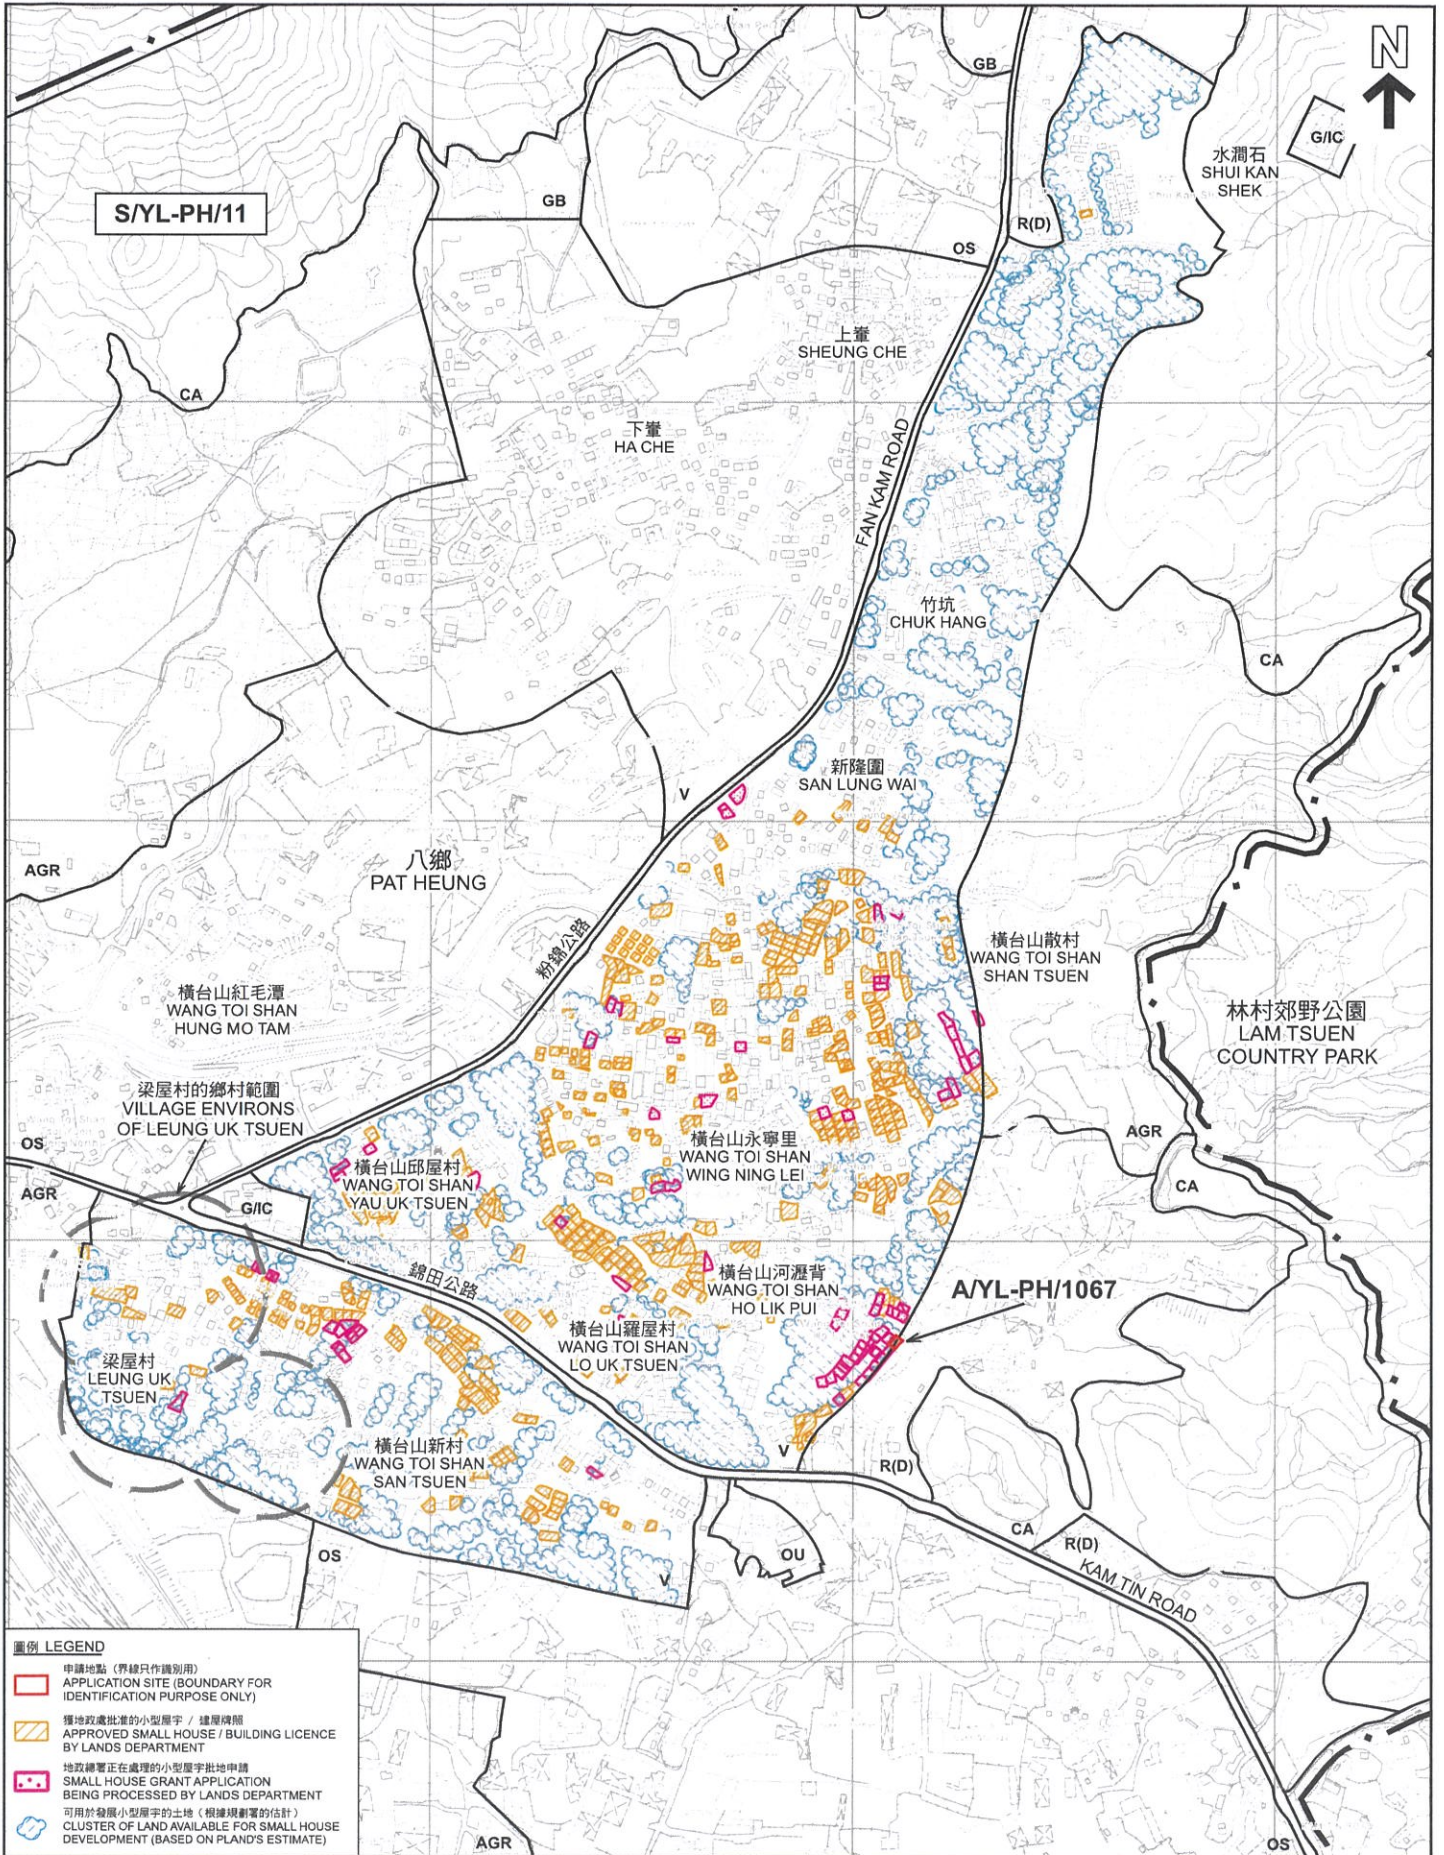 N
GB
G/IC
水澗石
SHUI KAN
SHEK
S/YL-PH/11
GB
R(D)
OS
上輋
SHEUNG CHE
CA
下輋
HA CHE
FAN KAM ROAD
竹坑
CHUK HANG
CA
新隆圍
SAN LUNG WAI
V
AGR
八鄉
PAT HEUNG
粉錦公路
橫台山散村
WANG TOI SHAN
SHAN TSUEN
橫台山紅毛潭
WANG TOI SHAN
HUNG MO TAM
林村郊野公園
LAM TSUEN
COUNTRY PARK
梁屋村的鄉村範圍
VILLAGE ENVIRONS
OF LEUNG UK TSUEN
OS
AGR
橫台山永寧里
WANG TOI SHAN
WING NING LEI
AGR
橫台山邱屋村
WANG TOI SHAN
YAU UK TSUEN
CA
G/IC
錦田公路
橫台山河瀝背
WANG TOI SHAN
HO LIK PUI
A/YL-PH/1067
橫台山羅屋村
WANG TOI SHAN
LO UK TSUEN
梁屋村
LEUNG UK
TSUEN
橫台山新村
WANG TOI SHAN
SAN TSUEN
V
R(D)
CA
R(D)
OS
OU
V
KAM TIN ROAD
圖例 LEGEND
申請地點（界線只作識別用）
APPLICATION SITE (BOUNDARY FOR
IDENTIFICATION PURPOSE ONLY)
獲地政處批准的小型屋宇 / 建屋牌照
APPROVED SMALL HOUSE / BUILDING LICENCE
BY LANDS DEPARTMENT
地政總署正在處理的小型屋宇批地申請
SMALL HOUSE GRANT APPLICATION
BEING PROCESSED BY LANDS DEPARTMENT
可用於發展小型屋宇的土地（根據規劃署的估計）
CLUSTER OF LAND AVAILABLE FOR SMALL HOUSE
DEVELOPMENT (BASED ON PLAND'S ESTIMATE)
AGR
OS